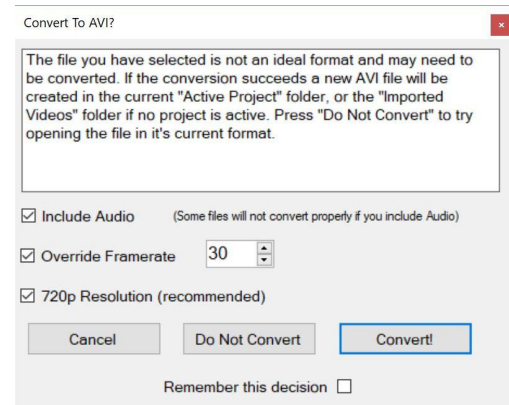 Convert To AVI?
The file you have selected is not an ideal format and may need to
be converted. If the conversion succeeds a new AVI file will be
created in the current "Active Project" folder, or the "Imported
Videos" folder if no project is active. Press "Do Not Convert" to try
opening the file in it's current format.
Include Audio (Some files will not convert properly if you include Audio)
Override Framerate 30
720p Resolution (recommended)
Cancel Do Not Convert Convert!
Remember this decision